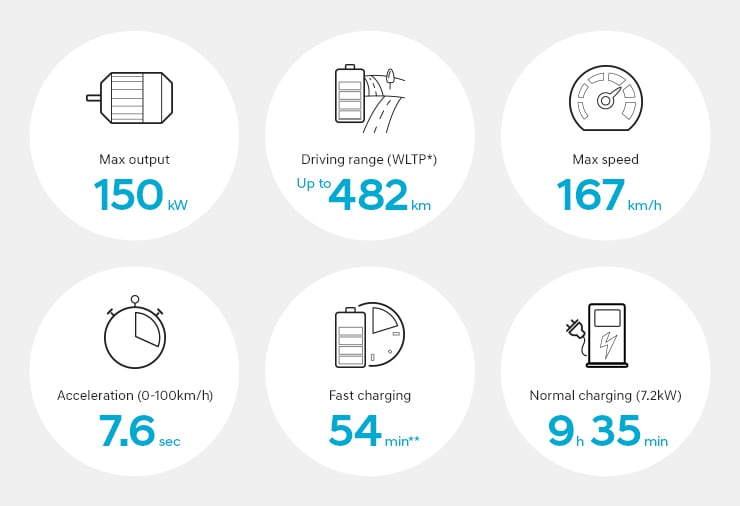 Max output
150 kW
Driving range (WLTP*)
Up to 482 km
Max speed
167 km/h
Acceleration (0-100km/h)
7.6 sec
Fast charging
54 min**
Normal charging (7.2kW)
9 h 35 min